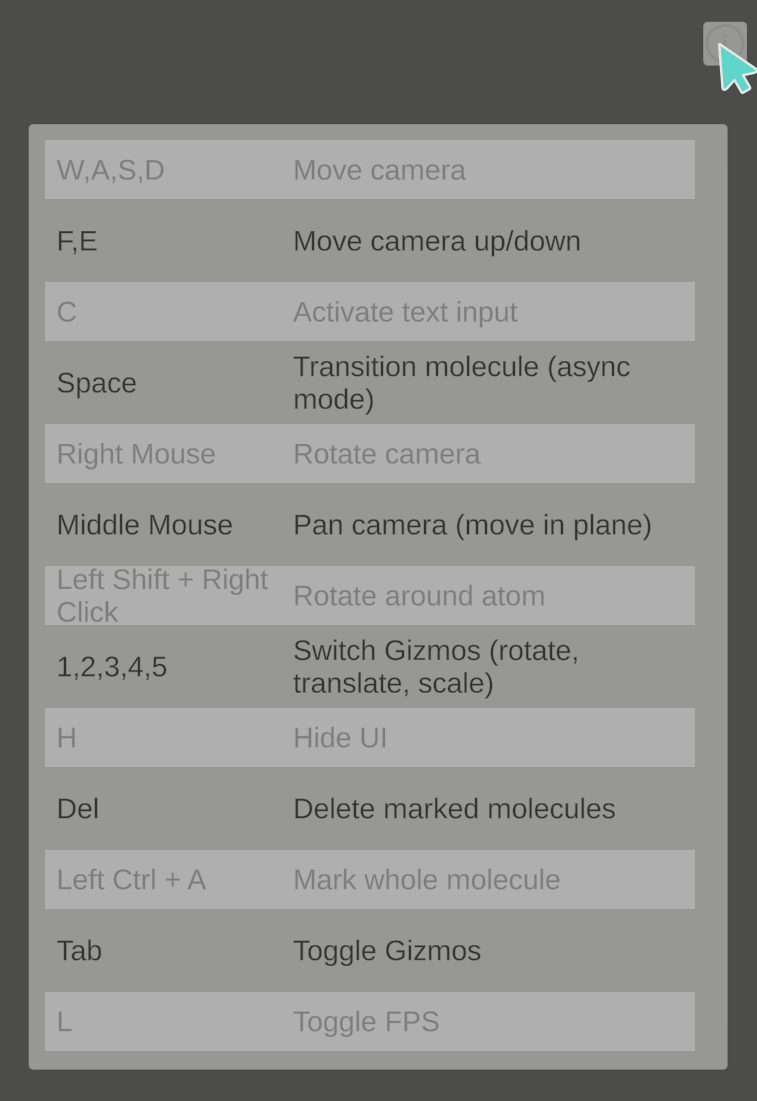 W,A,S,D Move camera
F,E Move camera up/down
C Activate text input
Space Transition molecule (async
mode)
Right Mouse Rotate camera
Middle Mouse Pan camera (move in plane)
Left Shift + Right
Click Rotate around atom
1,2,3,4,5 Switch Gizmos (rotate,
translate, scale)
H Hide UI
Del Delete marked molecules
Left Ctrl + A Mark whole molecule
Tab Toggle Gizmos
L Toggle FPS